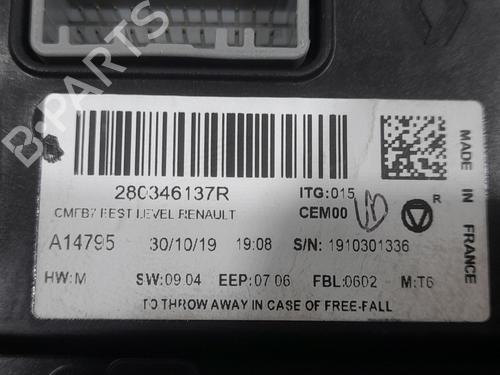 B-PARTS
280346137R
ITG:015
CMFB7 BEST LEVEL RENAULT
CEM00
R
A14795 30/10/19 19:08 S/N: 1910301336
HW:M SW:09.04 EEP:07.06 FBL:0602 M:T6
TO THROW AWAY IN CASE OF FREE-FALL
MADE IN FRANCE